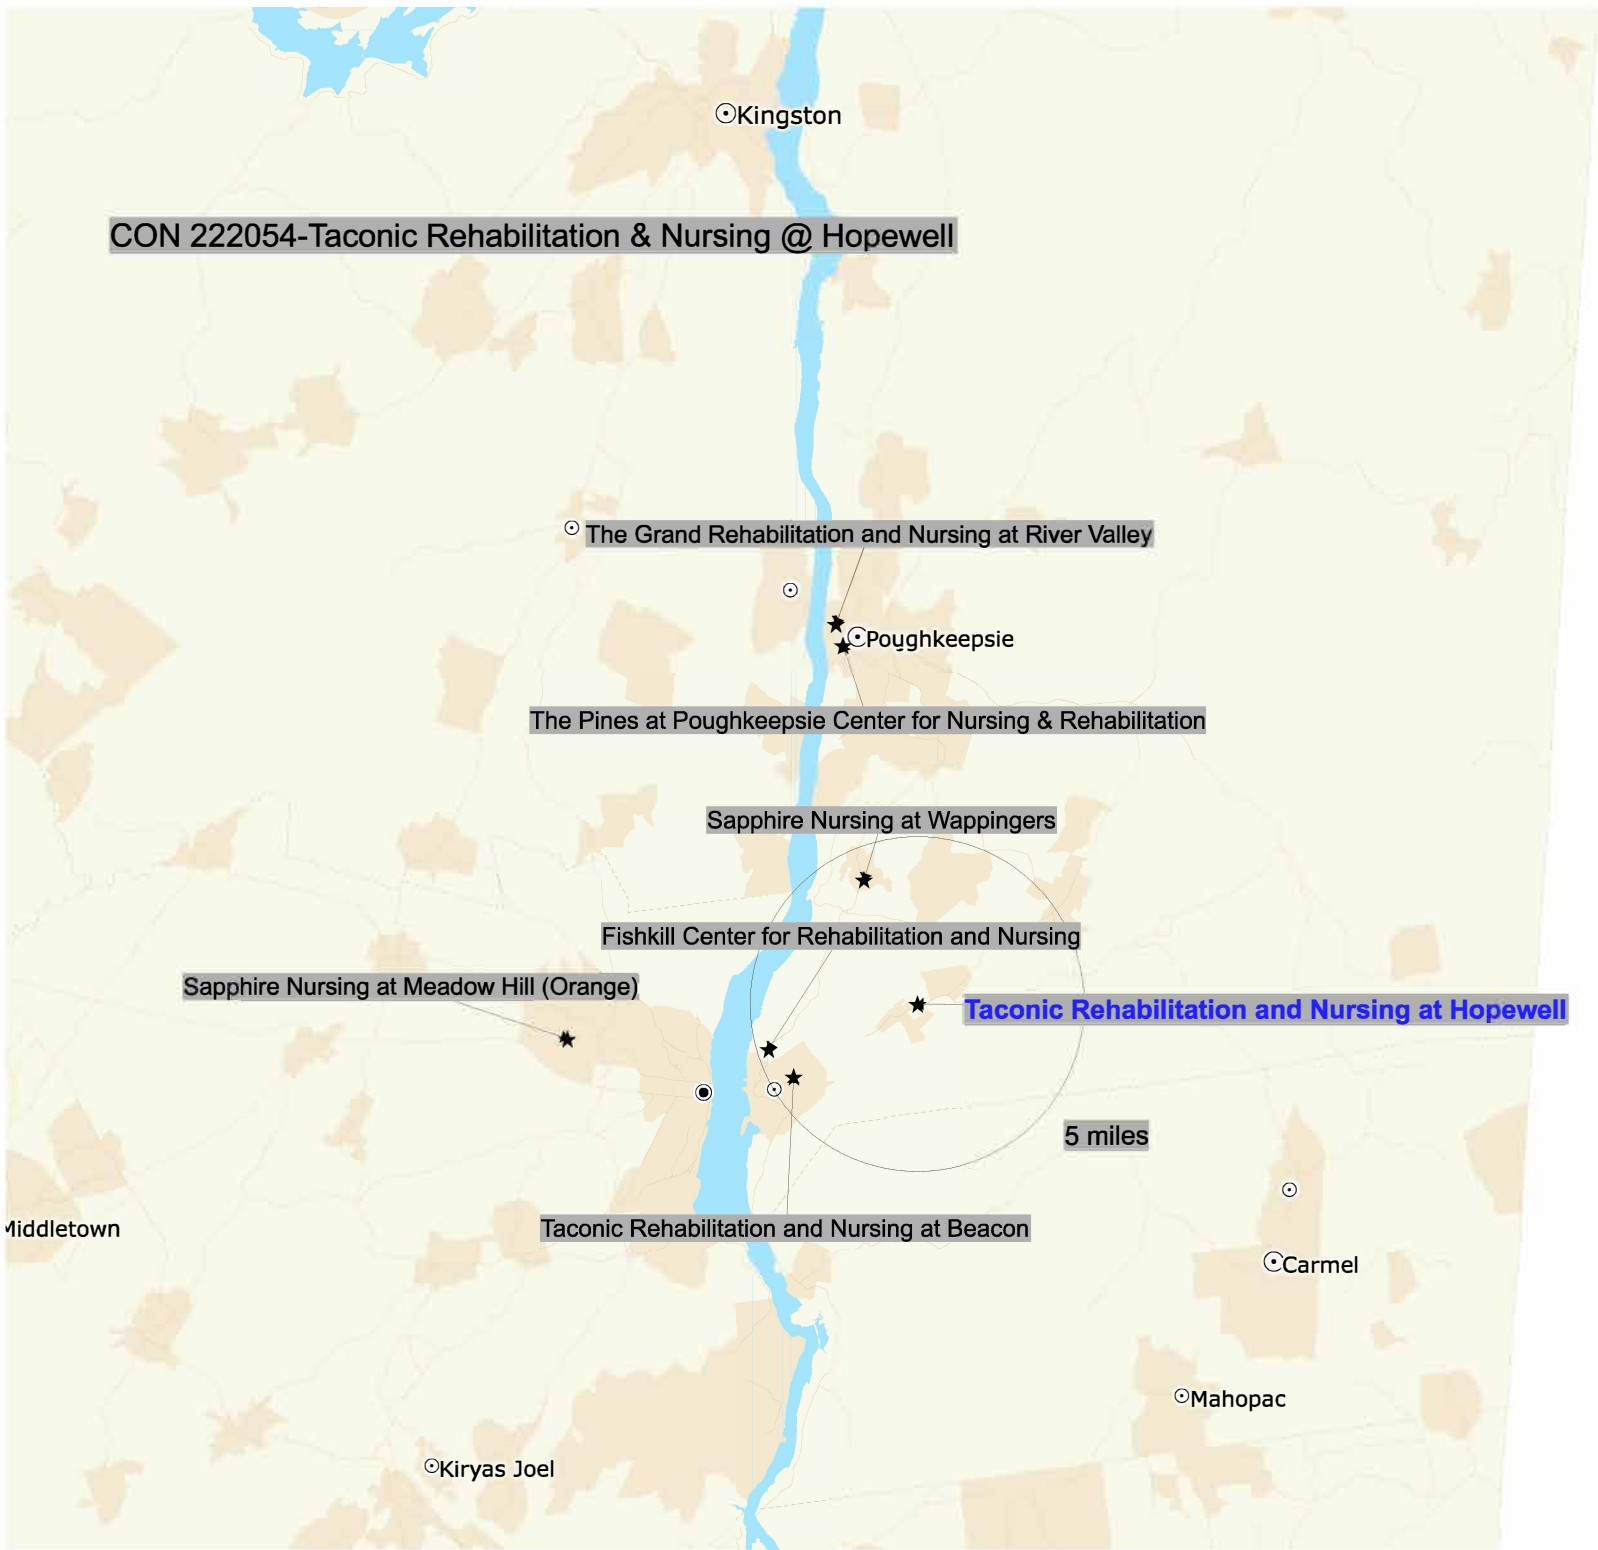 Kingston
CON 222054-Taconic Rehabilitation & Nursing @ Hopewell
The Grand Rehabilitation and Nursing at River Valley
Poughkeepsie
The Pines at Poughkeepsie Center for Nursing & Rehabilitation
Sapphire Nursing at Wappingers
Fishkill Center for Rehabilitation and Nursing
Sapphire Nursing at Meadow Hill (Orange)
Taconic Rehabilitation and Nursing at Hopewell
5 miles
Middletown
Taconic Rehabilitation and Nursing at Beacon
Carmel
Mahopac
Kiryas Joel